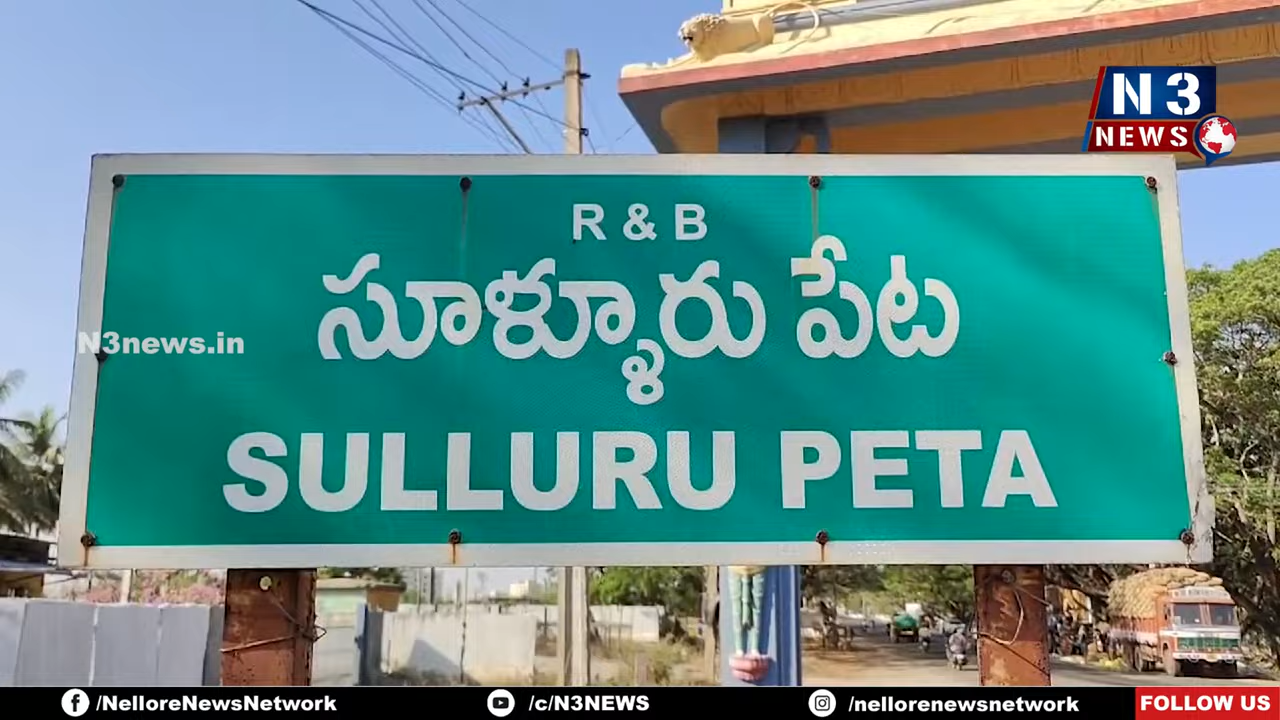 N3
NEWS
R & B
సూళ్ళూరు పేట
N3news.in
SULLURU PETA
/NelloreNewsNetwork
/c/N3NEWS
/nellorenewsnetwork
FOLLOW US